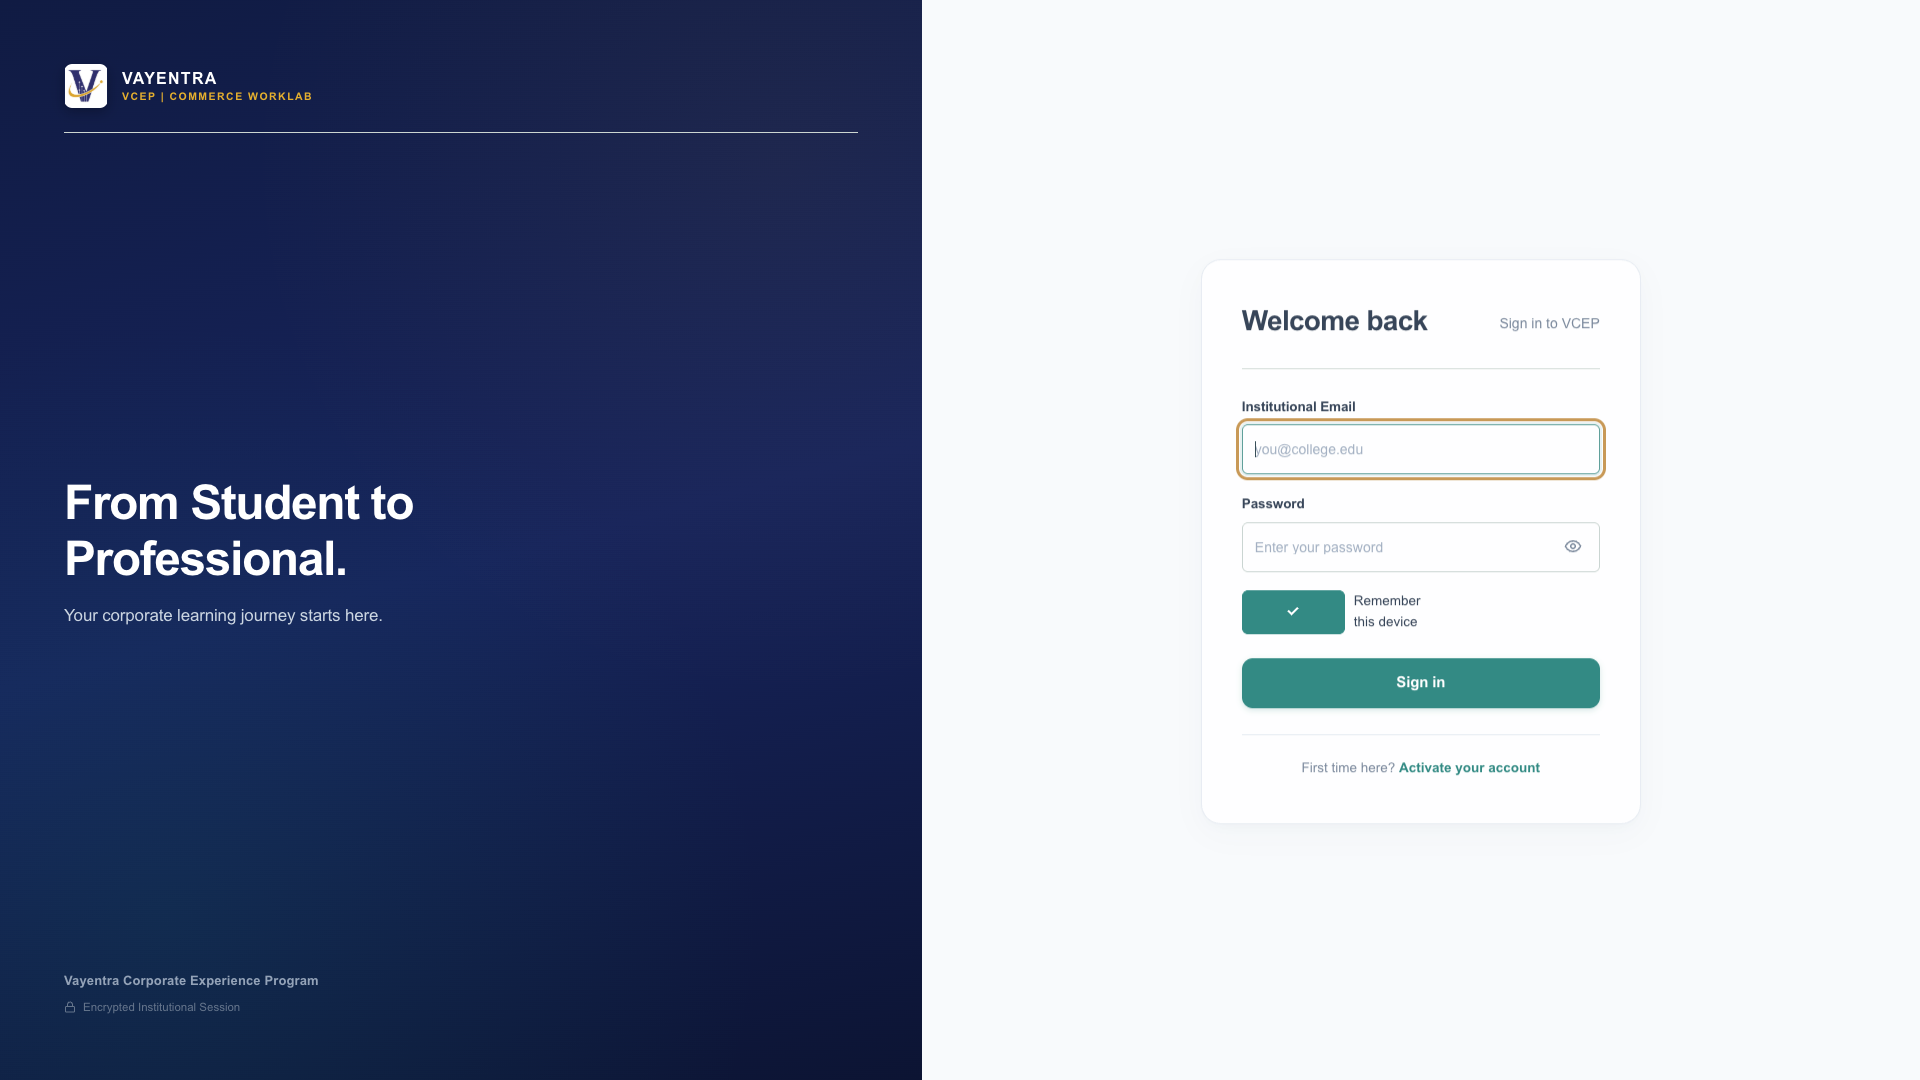 VAYENTRA
VCEP | COMMERCE WORKLAB
From Student to
Professional.
Your corporate learning journey starts here.
Vayentra Corporate Experience Program
Encrypted Institutional Session
Welcome back
Sign in to VCEP
Institutional Email
you@college.edu
Password
Enter your password
Remember
this device
Sign in
First time here? Activate your account